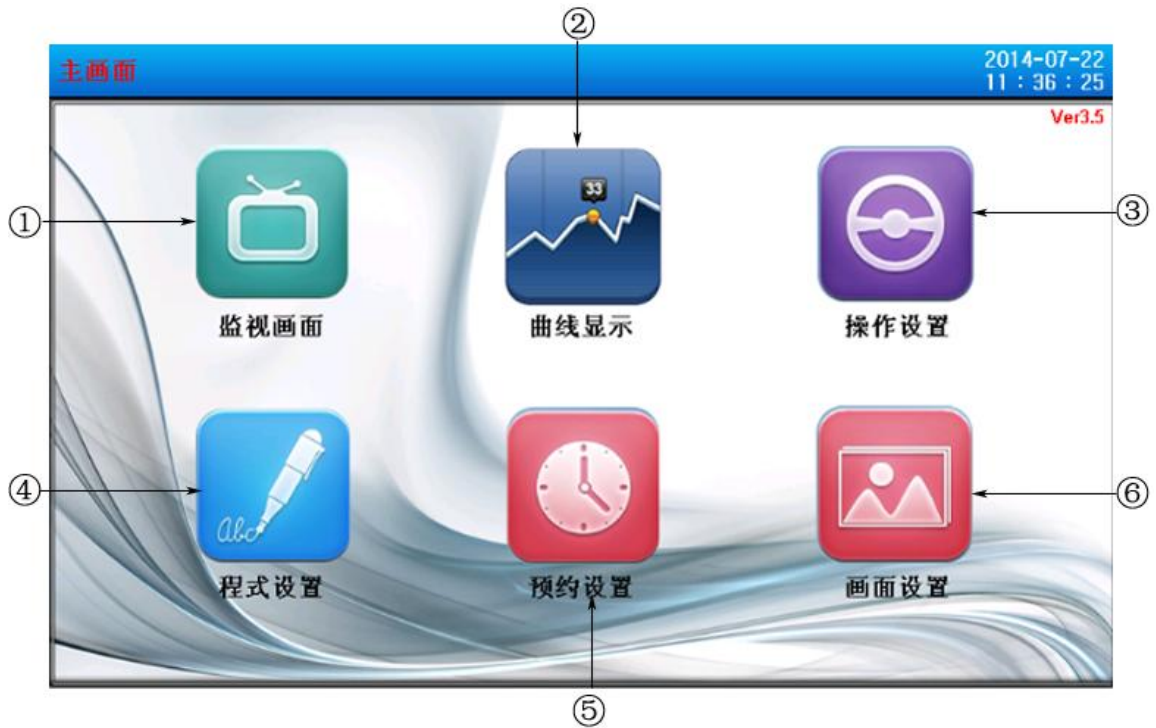 ②
主画面
2014-07-22
11 : 36 : 25
Ver3.5
33
①
③
监视画面
曲线显示
操作设置
④
Abc
⑥
程式设置
预约设置
画面设置
⑤